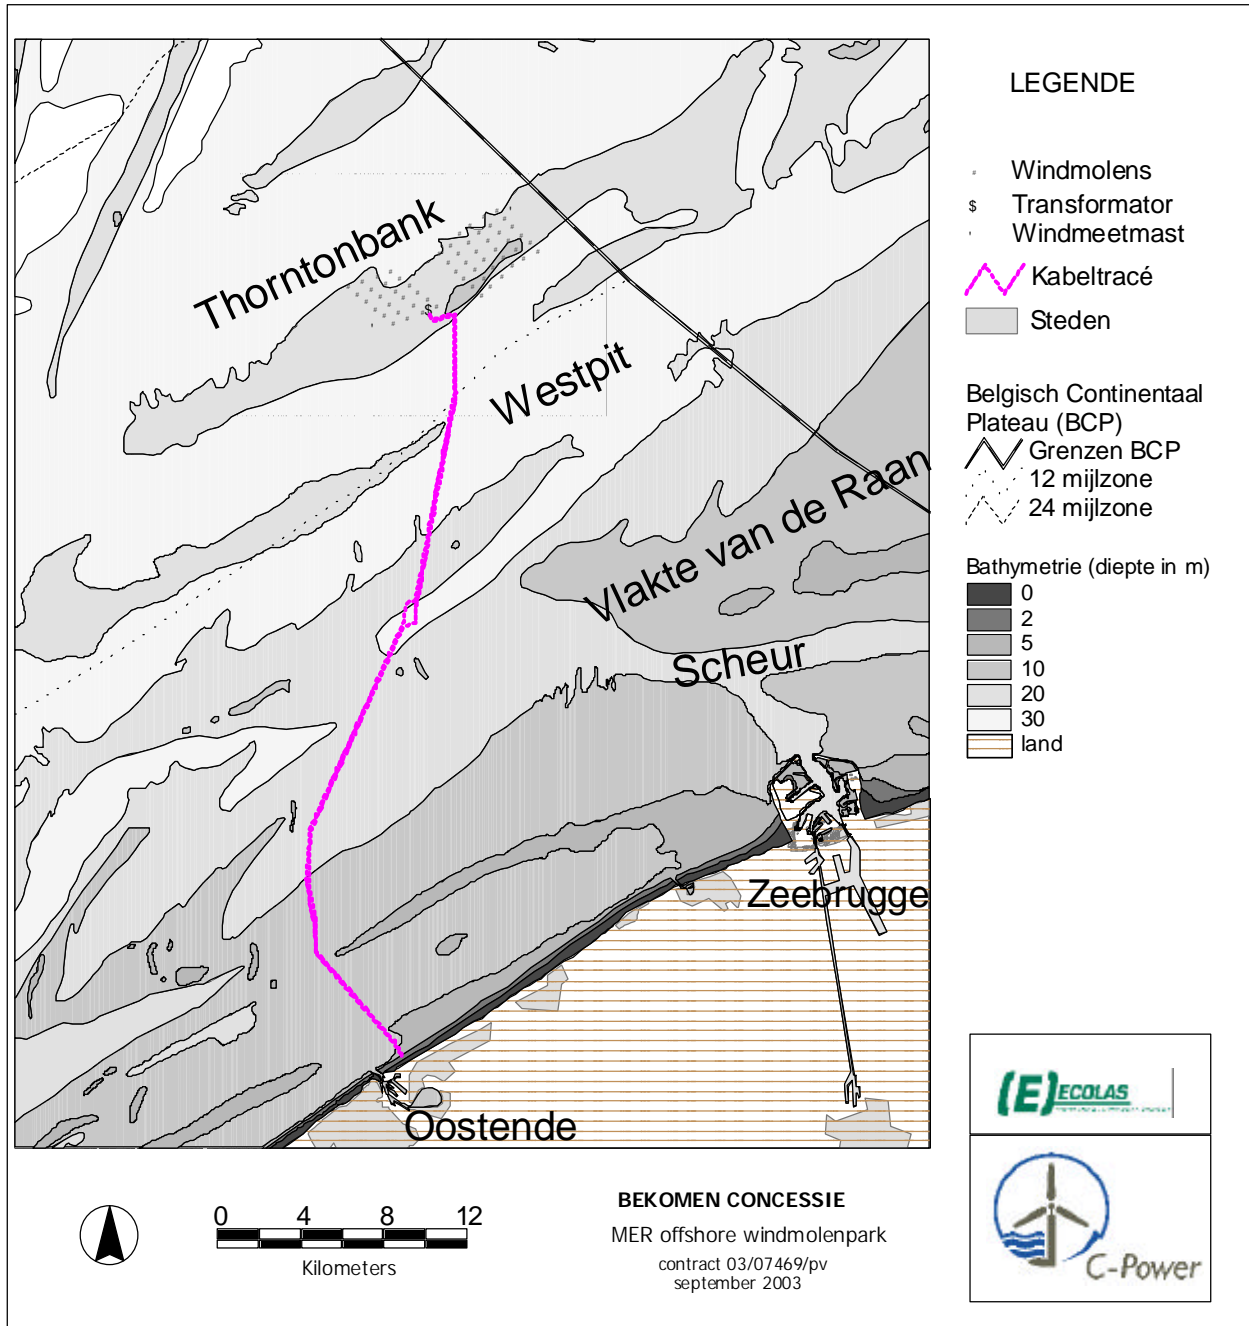 LEGENDE
Windmolens
$ Transformator
Windmeetmast
Kabeltracé
Steden
Belgisch Continentaal
Plateau (BCP)
Grenzen BCP
12 mijlzone
24 mijlzone
Bathymetrie (diepte in m)
0
2
5
10
20
30
land
Thorntonbank
$
Westpit
Vlakte van de Raan
Scheur
Zeebrugge
Oostende
0 4 8 12
Kilometers
BEKOMEN CONCESSIE
MER offshore windmolenpark
contract 03/07469/pv
september 2003
(E) ECOLAS
C-Power